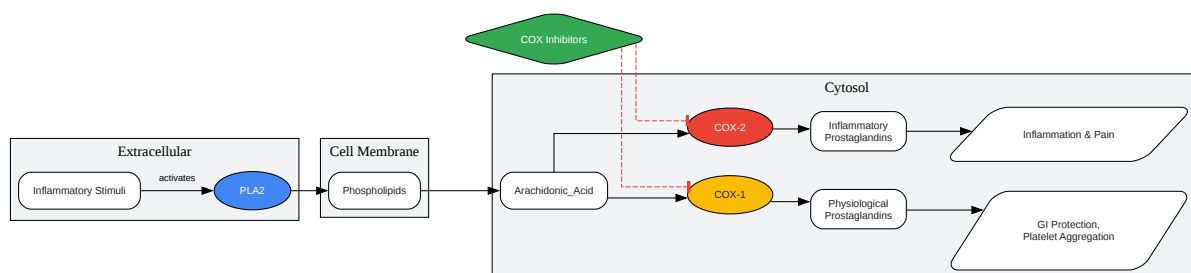 COX Inhibitors
Cytosol
Extracellular
Cell Membrane
Inflammatory Stimuli
activates
PLA2
Phospholipids
Arachidonic_Acid
COX-2
Inflammatory
Prostaglandins
Inflammation & Pain
COX-1
Physiological
Prostaglandins
GI Protection,
Platelet Aggregation